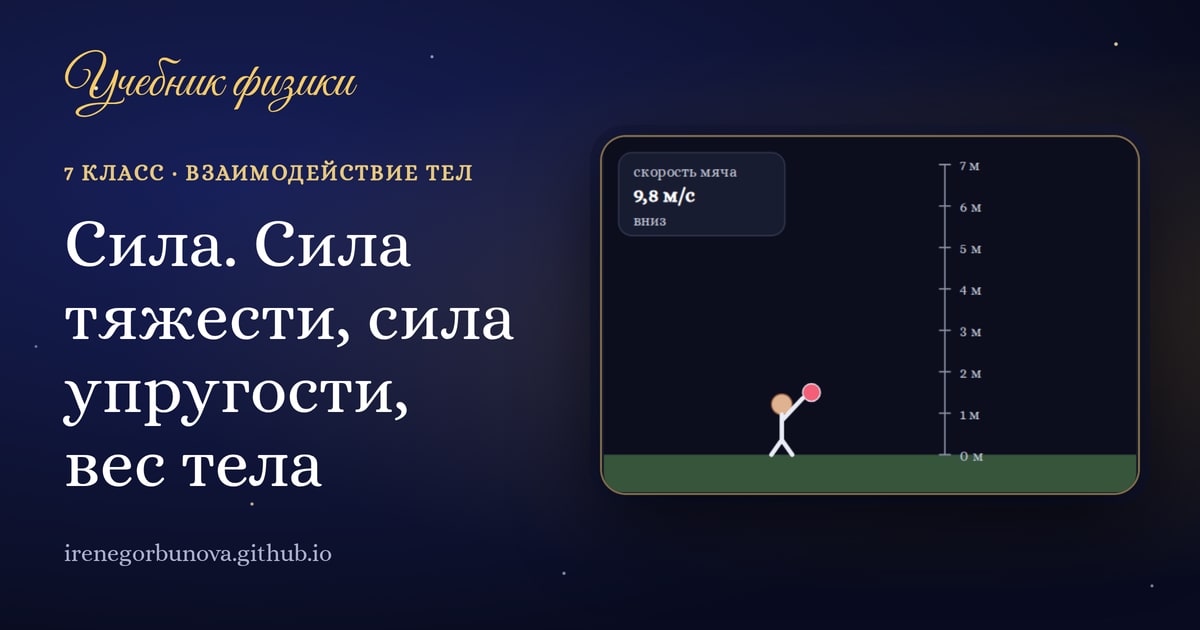 Учебник физики
7 КЛАСС · ВЗАИМОДЕЙСТВИЕ ТЕЛ
Сила. Сила
тяжести, сила
упругости,
вес тела
irenegorbunova.github.io
скорость мяча
9,8 м/с
вниз
7 м
6 м
5 м
4 м
3 м
2 м
1 м
0 м